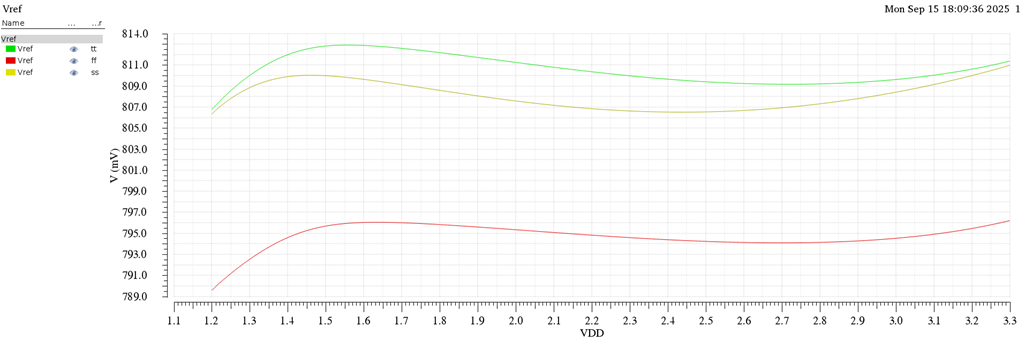 Vref
Mon Sep 15 18:09:36 2025 1
Name ... ...r
Vref
Vref tt
Vref ff
Vref ss
V (mV)
814.0
811.0
809.0
807.0
805.0
803.0
801.0
799.0
797.0
795.0
793.0
791.0
789.0
1.1 1.2 1.3 1.4 1.5 1.6 1.7 1.8 1.9 2.0 2.1 2.2 2.3 2.4 2.5 2.6 2.7 2.8 2.9 3.0 3.1 3.2 3.3
VDD